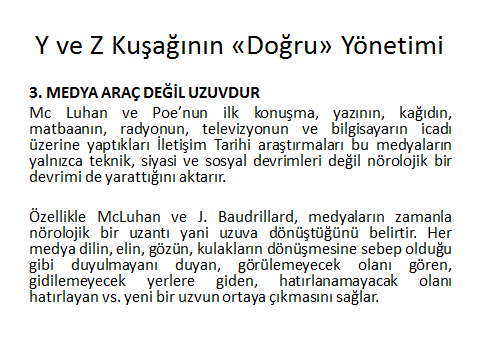 Y ve Z Kuşağının «Doğru» Yönetimi
3. MEDYA ARAÇ DEĞİL UZUVDUR
Mc Luhan ve Poe’nun ilk konuşma, yazının, kağıdın,
matbaanın, radyonun, televizyonun ve bilgisayarın icadı
üzerine yaptıkları İletişim Tarihi araştırmaları bu medyaların
yalnızca teknik, siyasi ve sosyal devrimleri değil nörolojik bir
devrimi de yarattığını aktarır.
Özellikle McLuhan ve J. Baudrillard, medyaların zamanla
nörolojik bir uzantı yani uzuva dönüştüğünü belirtir. Her
medya dilin, elin, gözün, kulakların dönüşmesine sebep olduğu
gibi duyulmayanı duyan, görülemeyecek olanı gören,
gidilemeyecek yerlere giden, hatırlanamayacak olanı
hatırlayan vs. yeni bir uzvun ortaya çıkmasını sağlar.